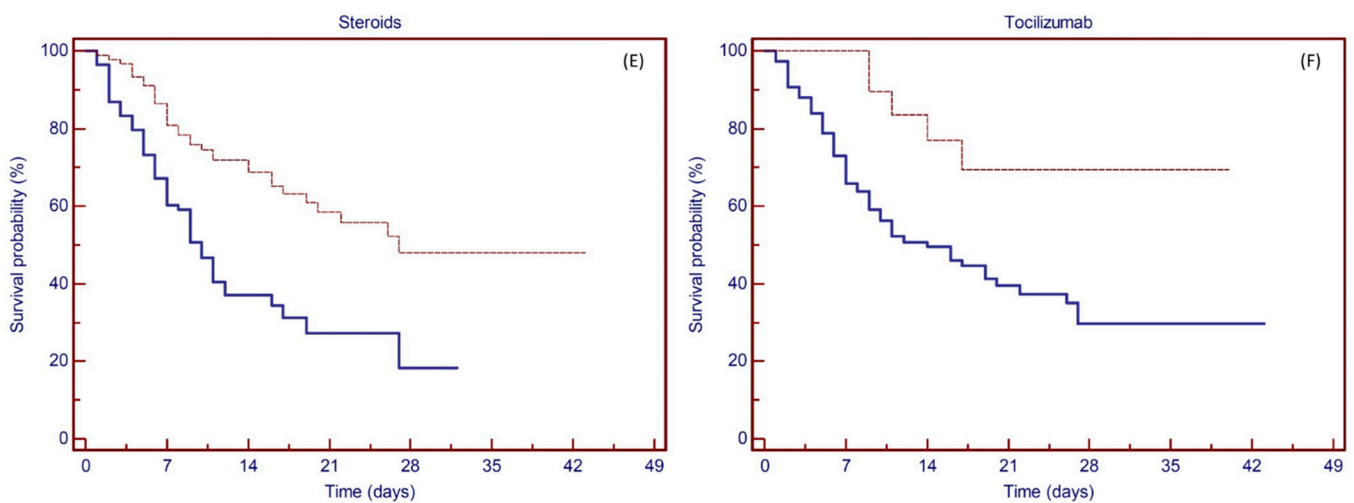 Steroids
(E)
Survival probability (%)
100
80
60
40
20
0
0 7 14 21 28 35 42 49
Time (days)
Tocilizumab
(F)
Survival probability (%)
100
80
60
40
20
0
0 7 14 21 28 35 42 49
Time (days)